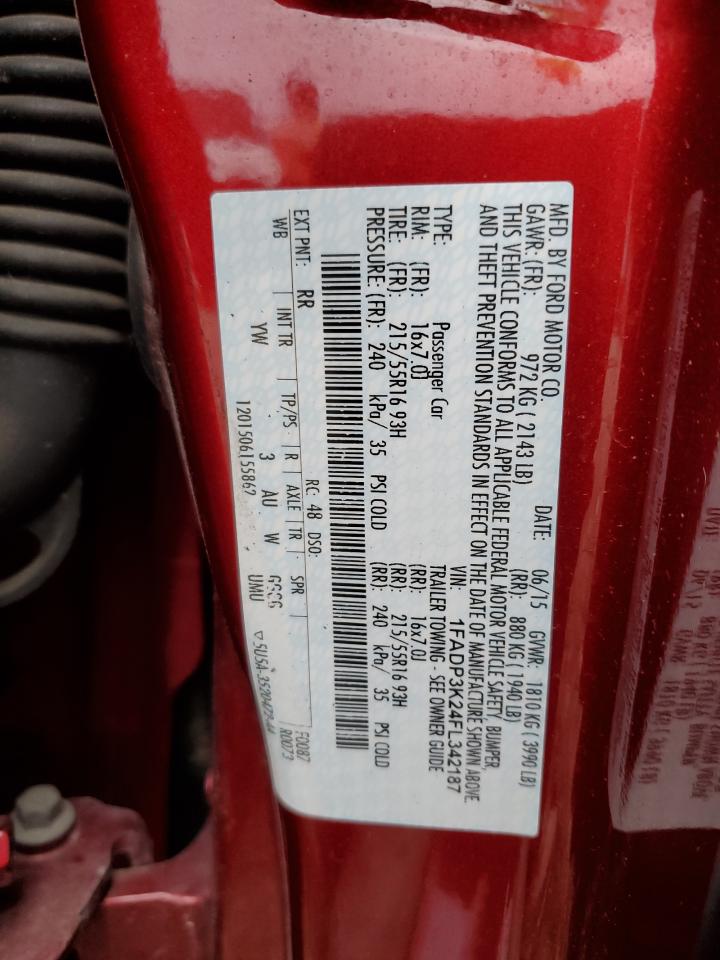 MFD. BY FORD MOTOR CO.
DATE: 06/15 GVWR: 1810 KG ( 3990 LB)
GAWR: (FR): 972 KG ( 2143 LB) (RR): 880 KG ( 1940 LB)
THIS VEHICLE CONFORMS TO ALL APPLICABLE FEDERAL MOTOR VEHICLE SAFETY, BUMPER,
AND THEFT PREVENTION STANDARDS IN EFFECT ON THE DATE OF MANUFACTURE SHOWN ABOVE.
VIN: 1FADP3K24FL342187
TYPE: Passenger Car TRAILER TOWING - SEE OWNER GUIDE
RIM: (FR): 16x7.0J (RR): 16x7.0J
TIRE: (FR): 215/55R16 93H (RR): 215/55R16 93H
PRESSURE: (FR): 240 kPa/ 35 PSI COLD (RR): 240 kPa/ 35 PSI COLD
F0087
R0073
EXT PNT: RR RC: 48 DSO:
WB INT TR TP/PS R AXLE TR SPR
YW 3 AU W UMU